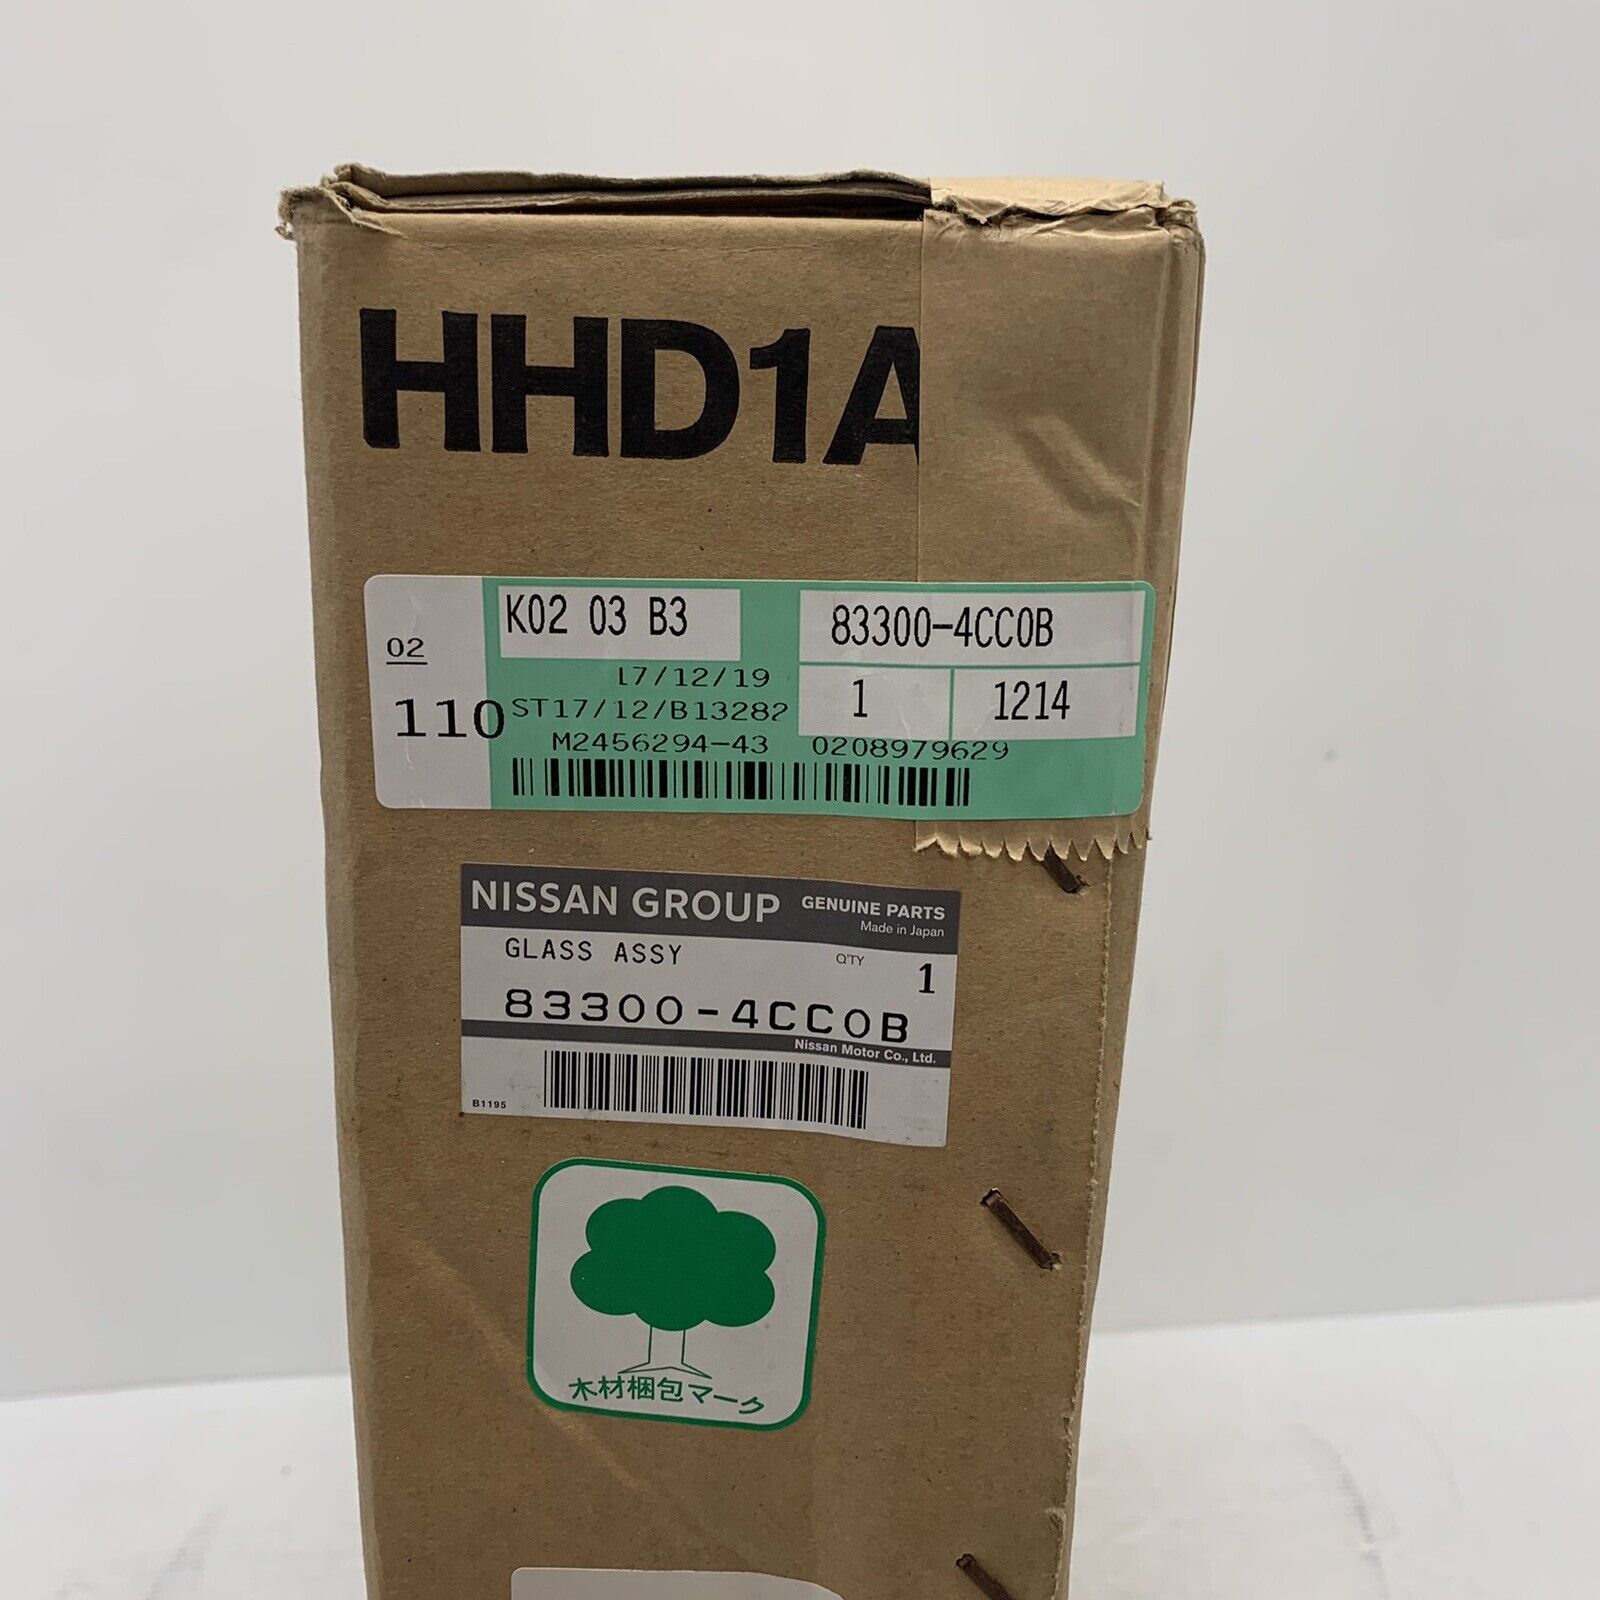 HHD1A
K02 03 B3
83300-4CC0B
02
17/12/19
1
1214
110
ST17/12/B13282
M2456294-43 0208979629
NISSAN GROUP GENUINE PARTS
Made in Japan
GLASS ASSY Q'TY 1
83300-4CC0B
Nissan Motor Co., Ltd.
B1195
木材梱包マーク